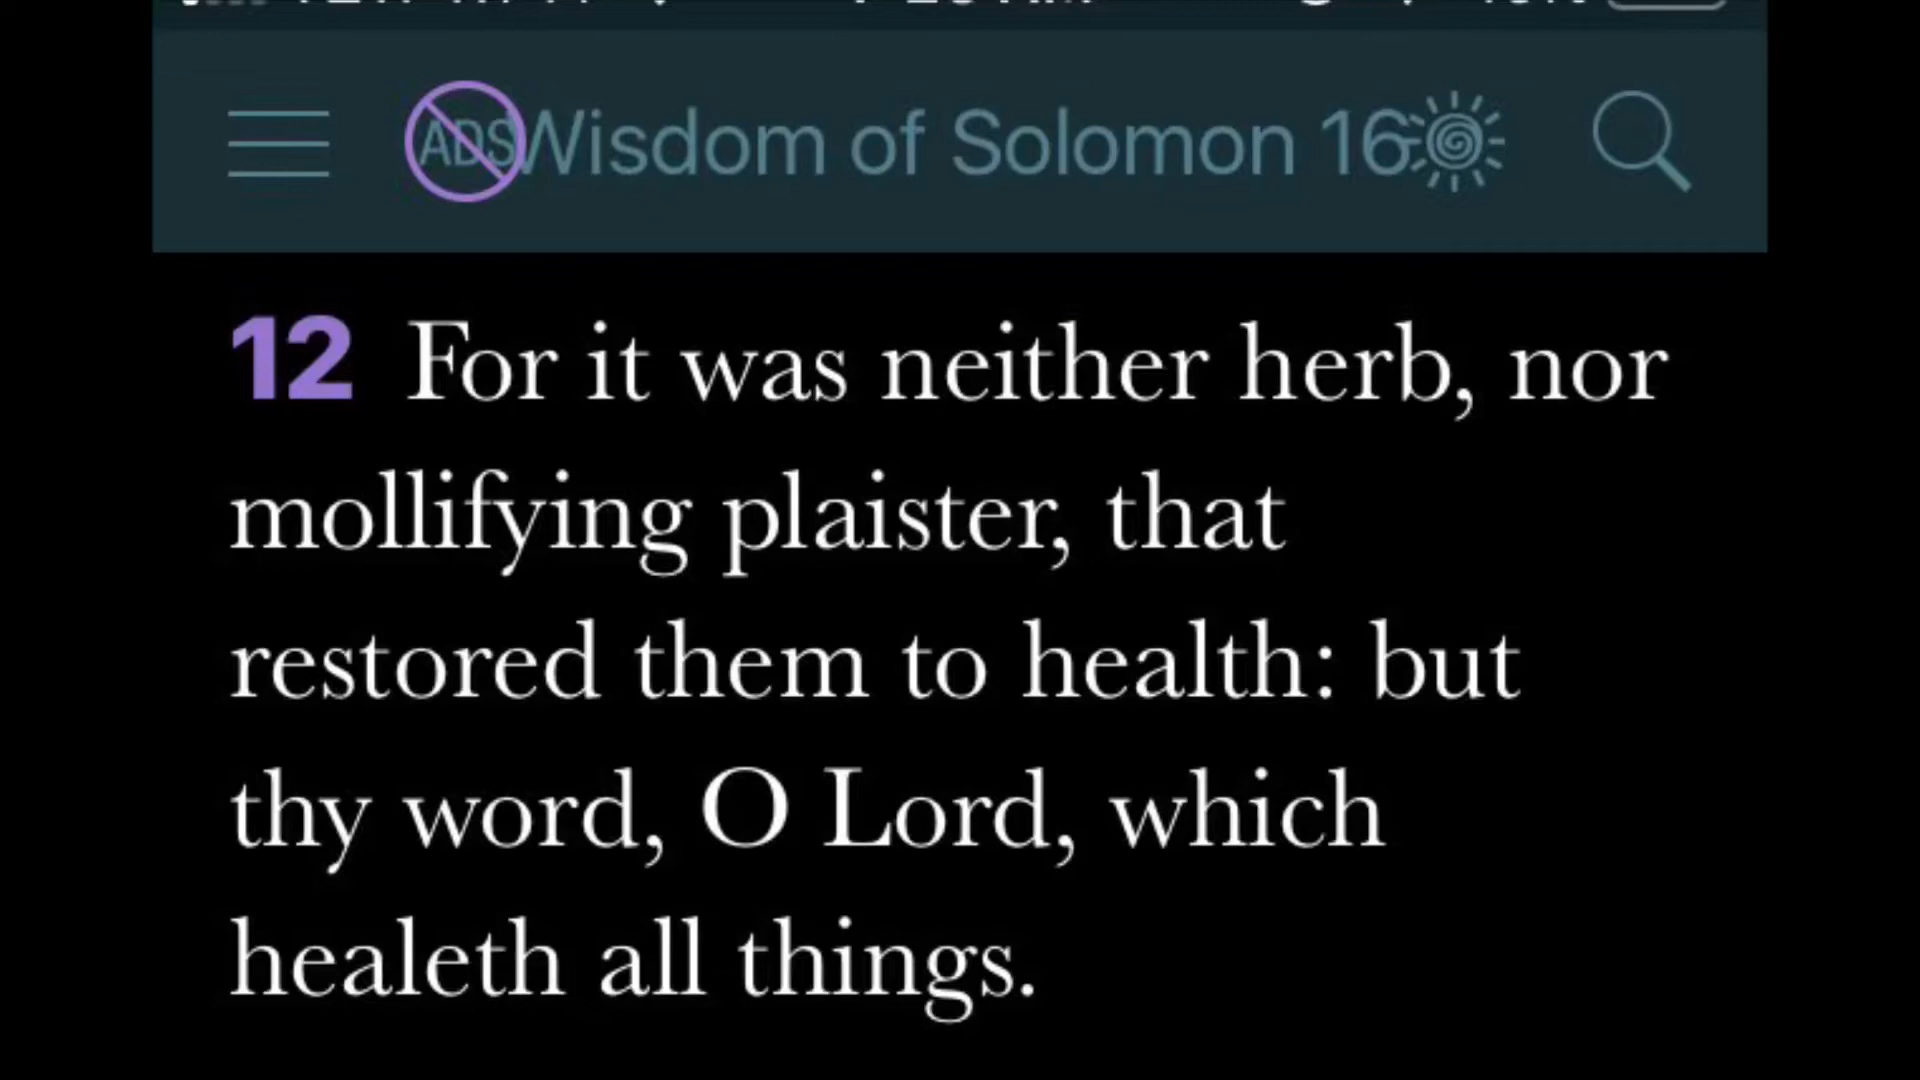 ADS Wisdom of Solomon 16
12 For it was neither herb, nor
mollifying plaister, that
restored them to health: but
thy word, O Lord, which
healeth all things.